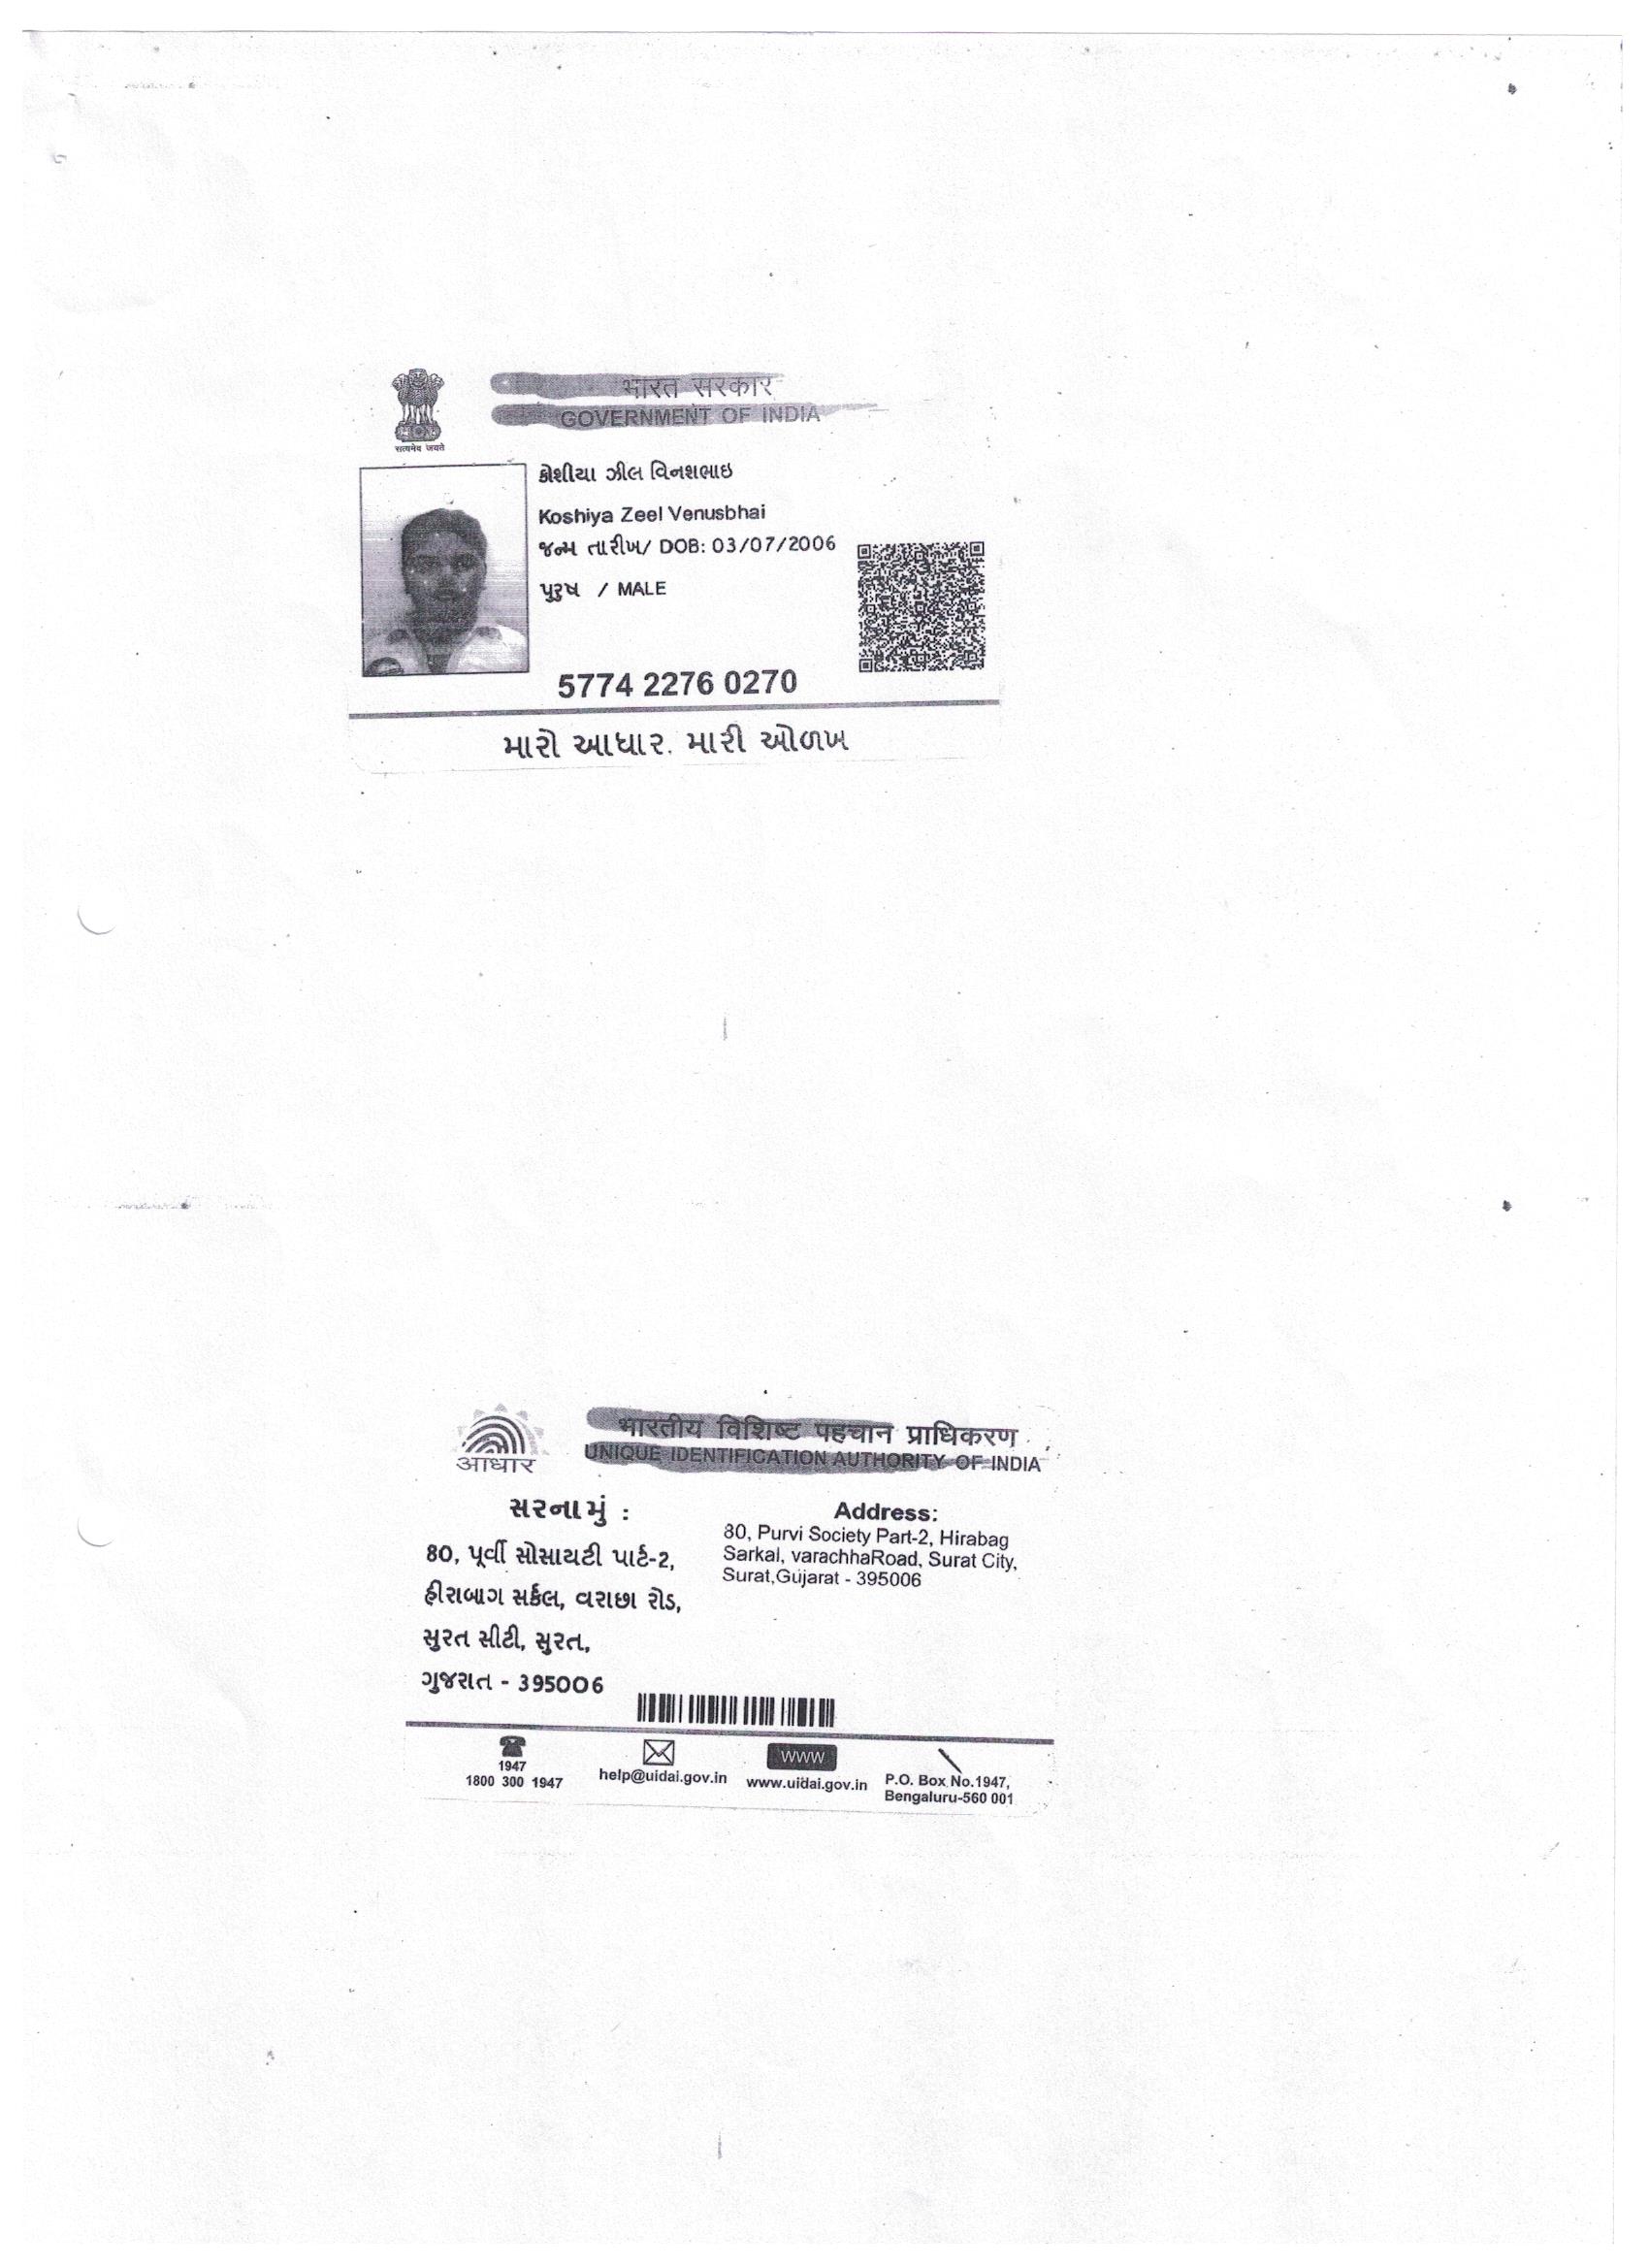 भारत सरकार
GOVERNMENT OF INDIA
सत्यमेव जयते
કોશીયા ઝીલ વિનશભાઇ
Koshiya Zeel Venusbhai
જન્મ તારીખ/ DOB: 03/07/2006
પુરુષ / MALE
5774 2276 0270
મારો આધાર. મારી ઓળખ
भारतीय विशिष्ट पहचान प्राधिकरण
UNIQUE IDENTIFICATION AUTHORITY OF INDIA
आधार
સરનામું :
80, પૂર્વી સોસાયટી પાર્ટ-2,
હીરાબાગ સર્કલ, વરાછા રોડ,
સુરત સીટી, સુરત,
ગુજરાત - 395006
Address:
80, Purvi Society Part-2, Hirabag
Sarkal, varachhaRoad, Surat City,
Surat,Gujarat - 395006
1947
1800 300 1947
help@uidai.gov.in
www
www.uidai.gov.in
P.O. Box No.1947,
Bengaluru-560 001